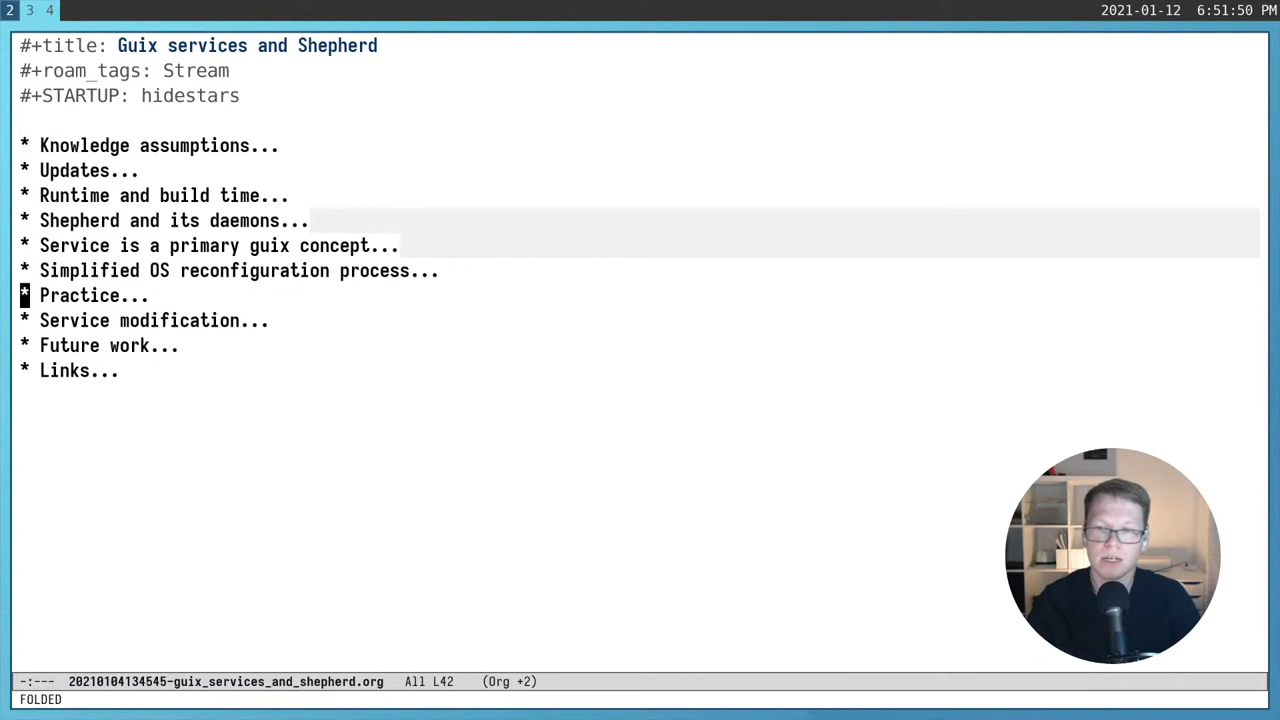 2 3 4 2021-01-12 6:51:50 PM
#+title: Guix services and Shepherd
#+roam_tags: Stream
#+STARTUP: hidestars
* Knowledge assumptions...
* Updates...
* Runtime and build time...
* Shepherd and its daemons...
* Service is a primary guix concept...
* Simplified OS reconfiguration process...
* Practice...
* Service modification...
* Future work...
* Links...
-:--- 20210104134545-guix_services_and_shepherd.org All L42 (Org +2)
FOLDED